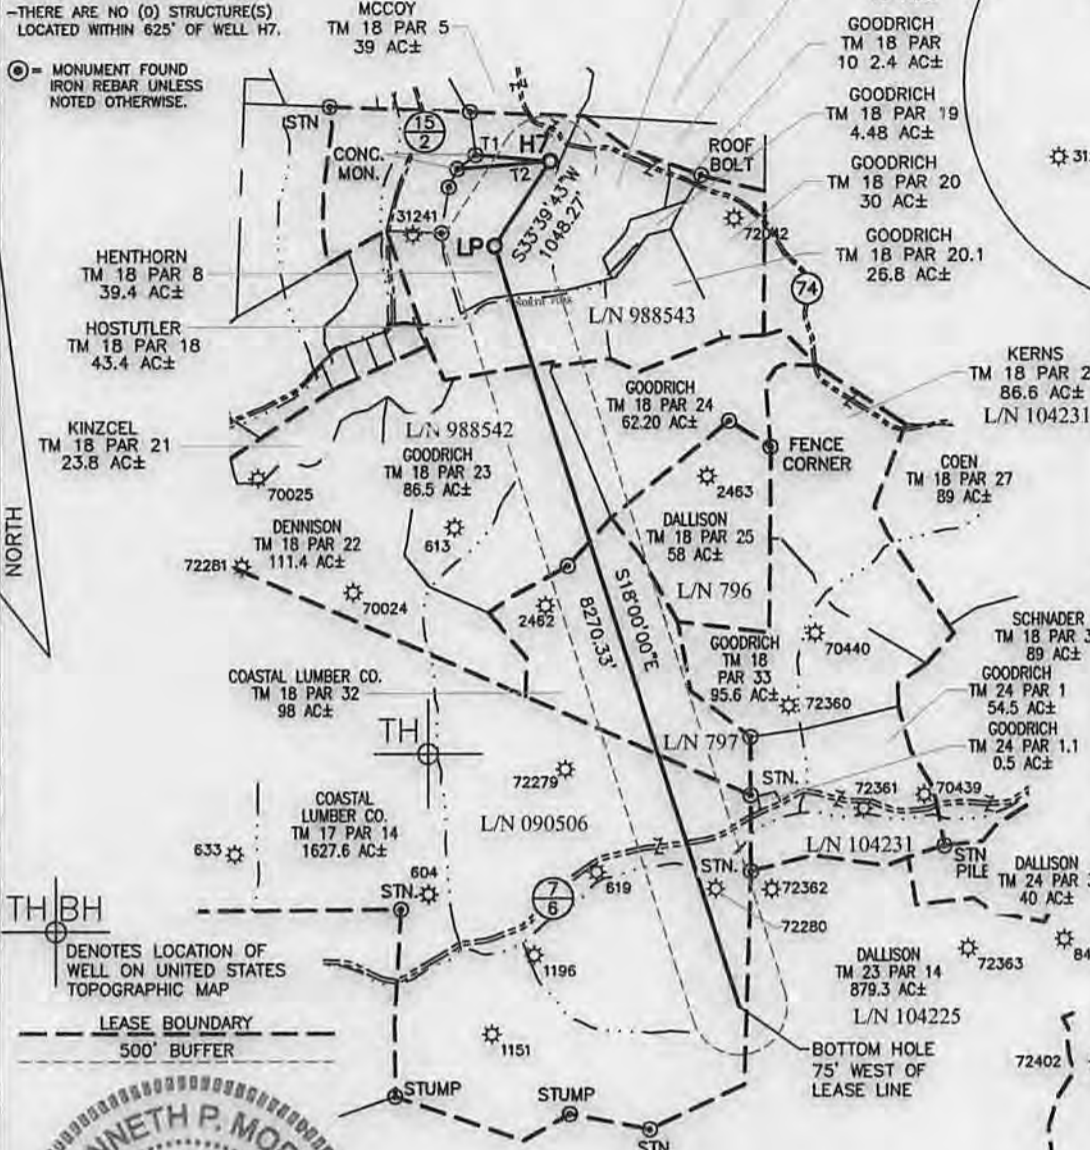 -THERE ARE NO (0) STRUCTURE(S)
LOCATED WITHIN 625' OF WELL H7.
= MONUMENT FOUND
IRON REBAR UNLESS
NOTED OTHERWISE.
MCCOY
TM 18 PAR 5
39 AC±
GOODRICH
TM 18 PAR
10 2.4 AC±
GOODRICH
TM 18 PAR 19
4.48 AC±
GOODRICH
TM 18 PAR 20
30 AC±
GOODRICH
TM 18 PAR 20.1
26.8 AC±
STN
15
2
T1
H7
T2
CONC.
MON.
ROOF
BOLT
31241
LP
S33°39'43"W
1048.27'
72042
74
HENTHORN
TM 18 PAR 8
39.4 AC±
HOSTUTLER
TM 18 PAR 18
43.4 AC±
KINZCEL
TM 18 PAR 21
23.8 AC±
NORTH FORK
L/N 988543
KERNS
TM 18 PAR 2
86.6 AC±
L/N 104231
GOODRICH
TM 18 PAR 24
62.20 AC±
FENCE
CORNER
L/N 988542
GOODRICH
TM 18 PAR 23
86.5 AC±
COEN
TM 18 PAR 27
89 AC±
70025
2463
613
DENNISON
TM 18 PAR 22
111.4 AC±
DALLISON
TM 18 PAR 25
58 AC±
L/N 796
NORTH
72281
70024
2462
8270.33'
S18°00'00"E
70440
SCHNADER
TM 18 PAR 3
89 AC±
GOODRICH
TM 18
PAR 33
95.6 AC±
GOODRICH
TM 24 PAR 1
54.5 AC±
GOODRICH
TM 24 PAR 1.1
0.5 AC±
COASTAL LUMBER CO.
TM 18 PAR 32
98 AC±
72360
TH
L/N 797
72279
STN.
72361
70439
COASTAL
LUMBER CO.
TM 17 PAR 14
1627.6 AC±
L/N 090506
L/N 104231
633
604
STN.
STN.
619
7
6
72362
72280
STN
PILE
DALLISON
TM 24 PAR
40 AC±
TH BH
DENOTES LOCATION OF
WELL ON UNITED STATES
TOPOGRAPHIC MAP
1196
DALLISON
TM 23 PAR 14
879.3 AC±
72363
L/N 104225
LEASE BOUNDARY
500' BUFFER
1151
BOTTOM HOLE
75' WEST OF
LEASE LINE
72402
STUMP
STUMP
STN
NNETH P. MO